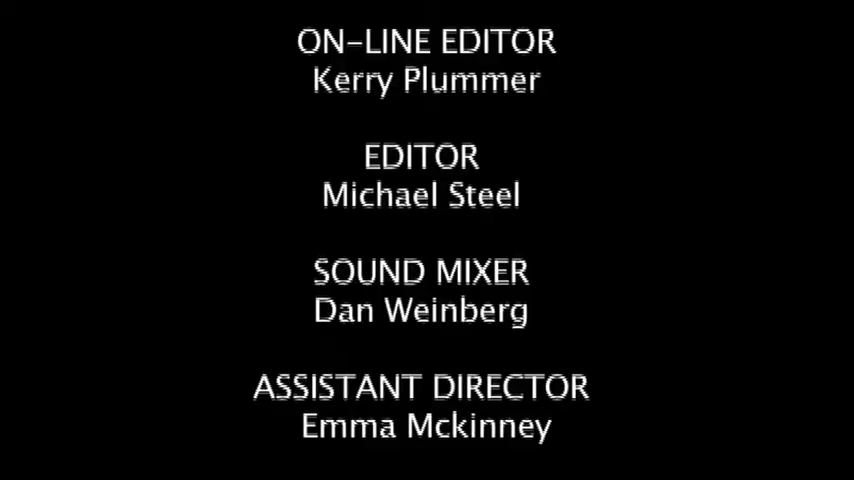 ON-LINE EDITOR
Kerry Plummer
EDITOR
Michael Steel
SOUND MIXER
Dan Weinberg
ASSISTANT DIRECTOR
Emma Mckinney